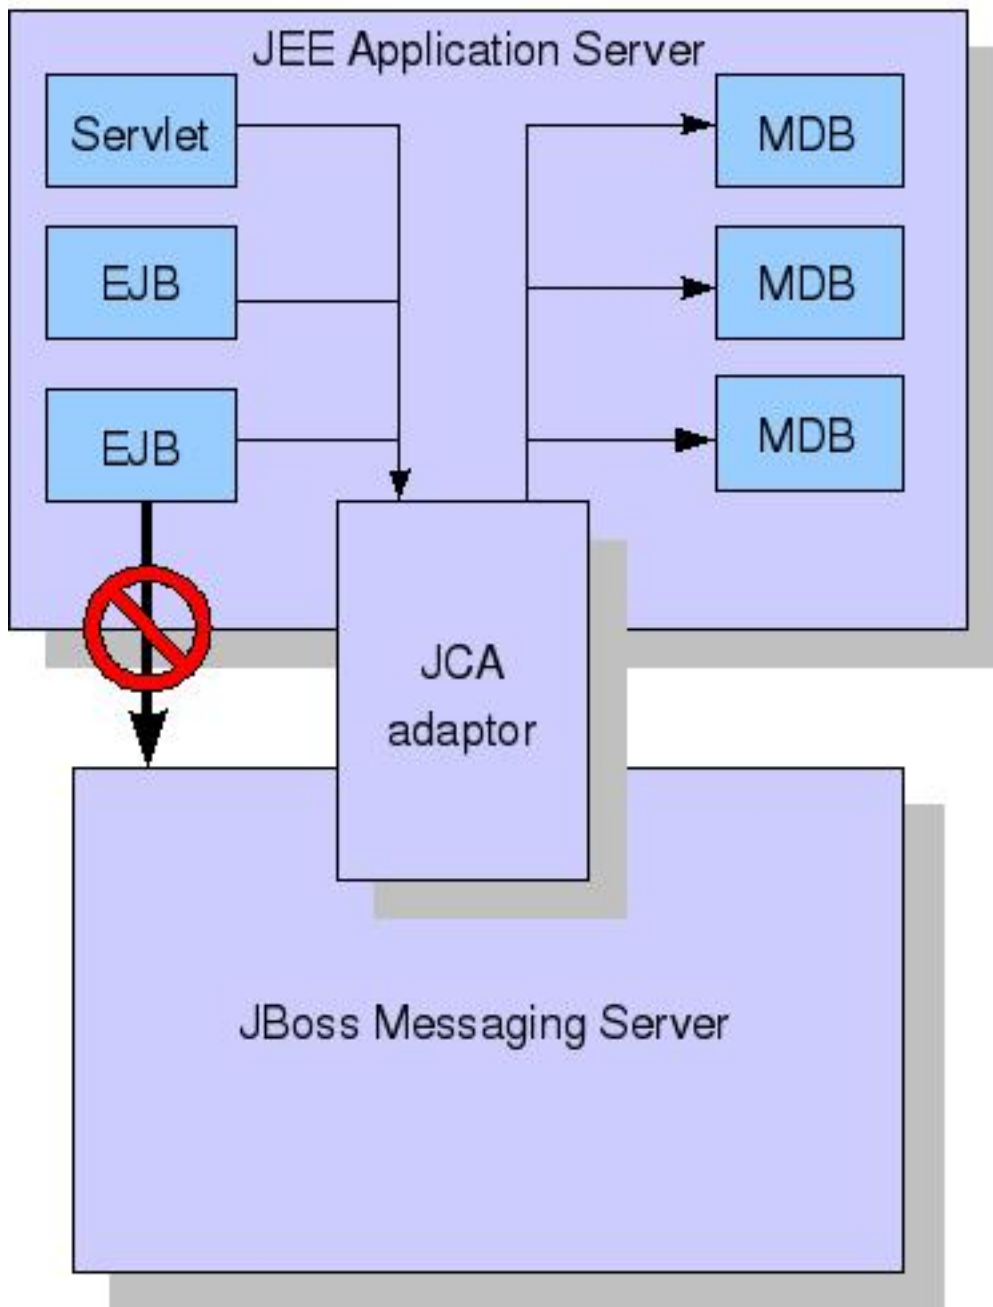 JEE Application Server
Servlet
MDB
EJB
MDB
EJB
MDB
JCA
adaptor
JBoss Messaging Server